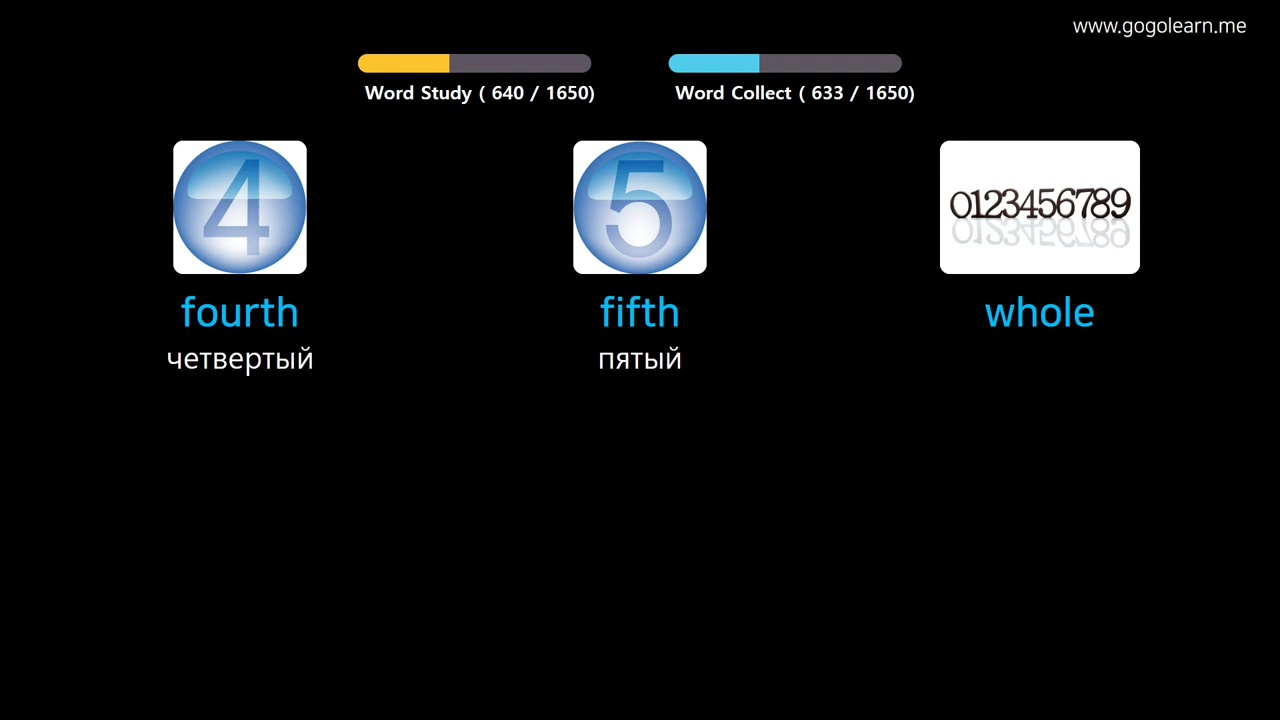 www.gogolearn.me
Word Study ( 640 / 1650)
Word Collect ( 633 / 1650)
4
5
0123456789
fourth
fifth
whole
четвертый
пятый